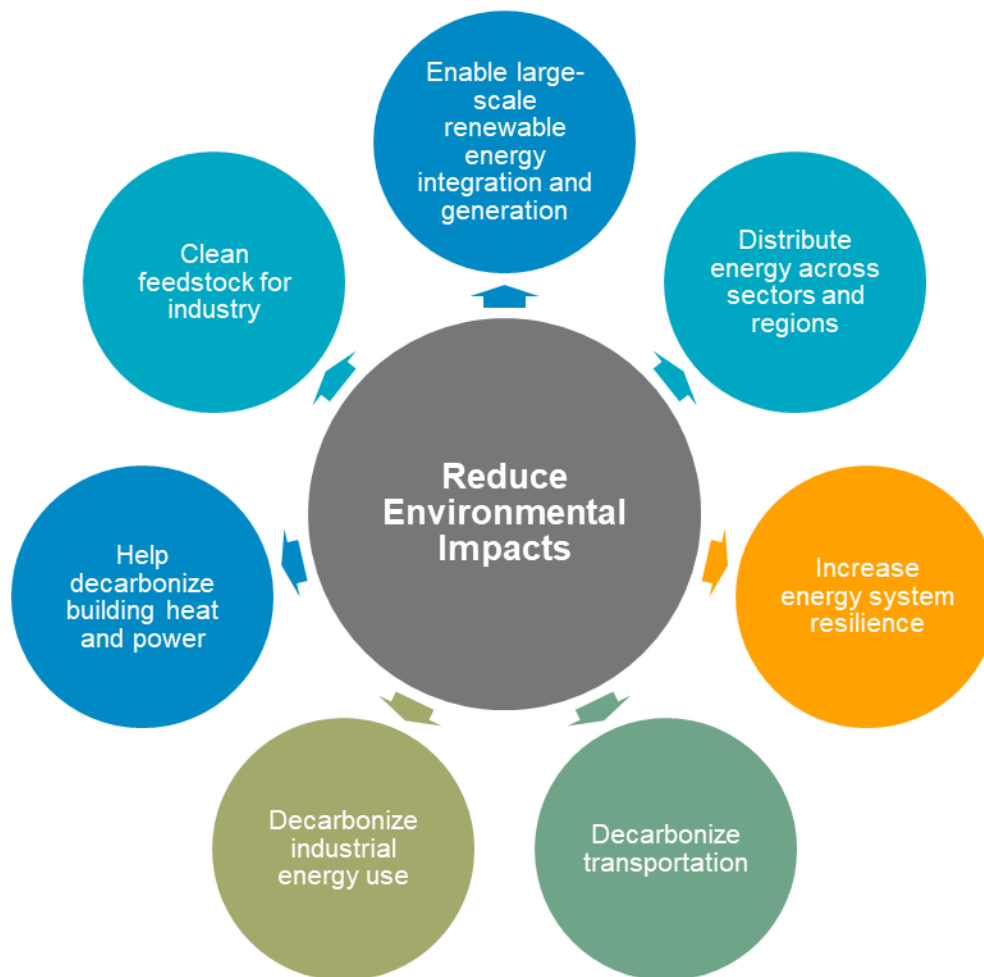 Enable large-
scale
renewable
energy
integration and
generation
Distribute
energy across
sectors and
regions
Increase
energy system
resilience
Decarbonize
transportation
Decarbonize
industrial
energy use
Help
decarbonize
building heat
and power
Clean
feedstock for
industry
Reduce
Environmental
Impacts